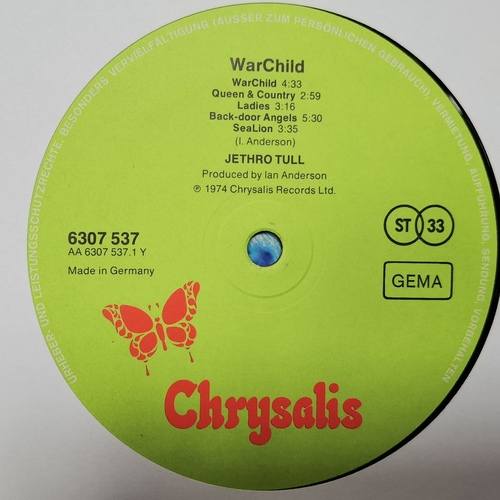 URHEBER UND LEISTUNGSSCHUTZRECHTE, BESONDERS VERVIELFÄLTIGUNG (AUSSER ZUM PERSÖNLICHEN GEBRAUCH), VERMIETUNG, AUFFÜHRUNG, SENDUNG, VORBEHALTEN
WarChild
WarChild 4:33
Queen & Country 2:59
Ladies 3:16
Back-door Angels 5:30
SeaLion 3:35
(I. Anderson)
JETHRO TULL
Produced by Ian Anderson
℗ 1974 Chrysalis Records Ltd.
6307 537
AA 6307 537.1 Y
Made in Germany
ST 33
GEMA
Chrysalis